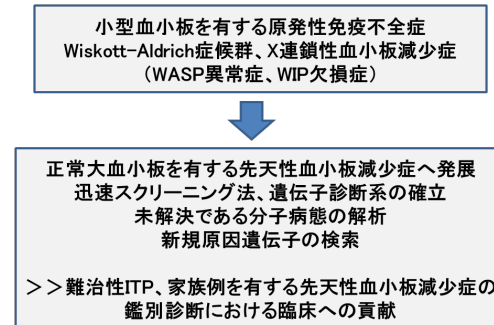 小型血小板を有する原発性免疫不全症
Wiskott-Aldrich症候群、X連鎖性血小板減少症
(WASP異常症、WIP欠損症)
正常大血小板を有する先天性血小板減少症へ発展
迅速スクリーニング法、遺伝子診断系の確立
未解決である分子病態の解析
新規原因遺伝子の検索
>>難治性ITP、家族例を有する先天性血小板減少症の
鑑別診断における臨床への貢献